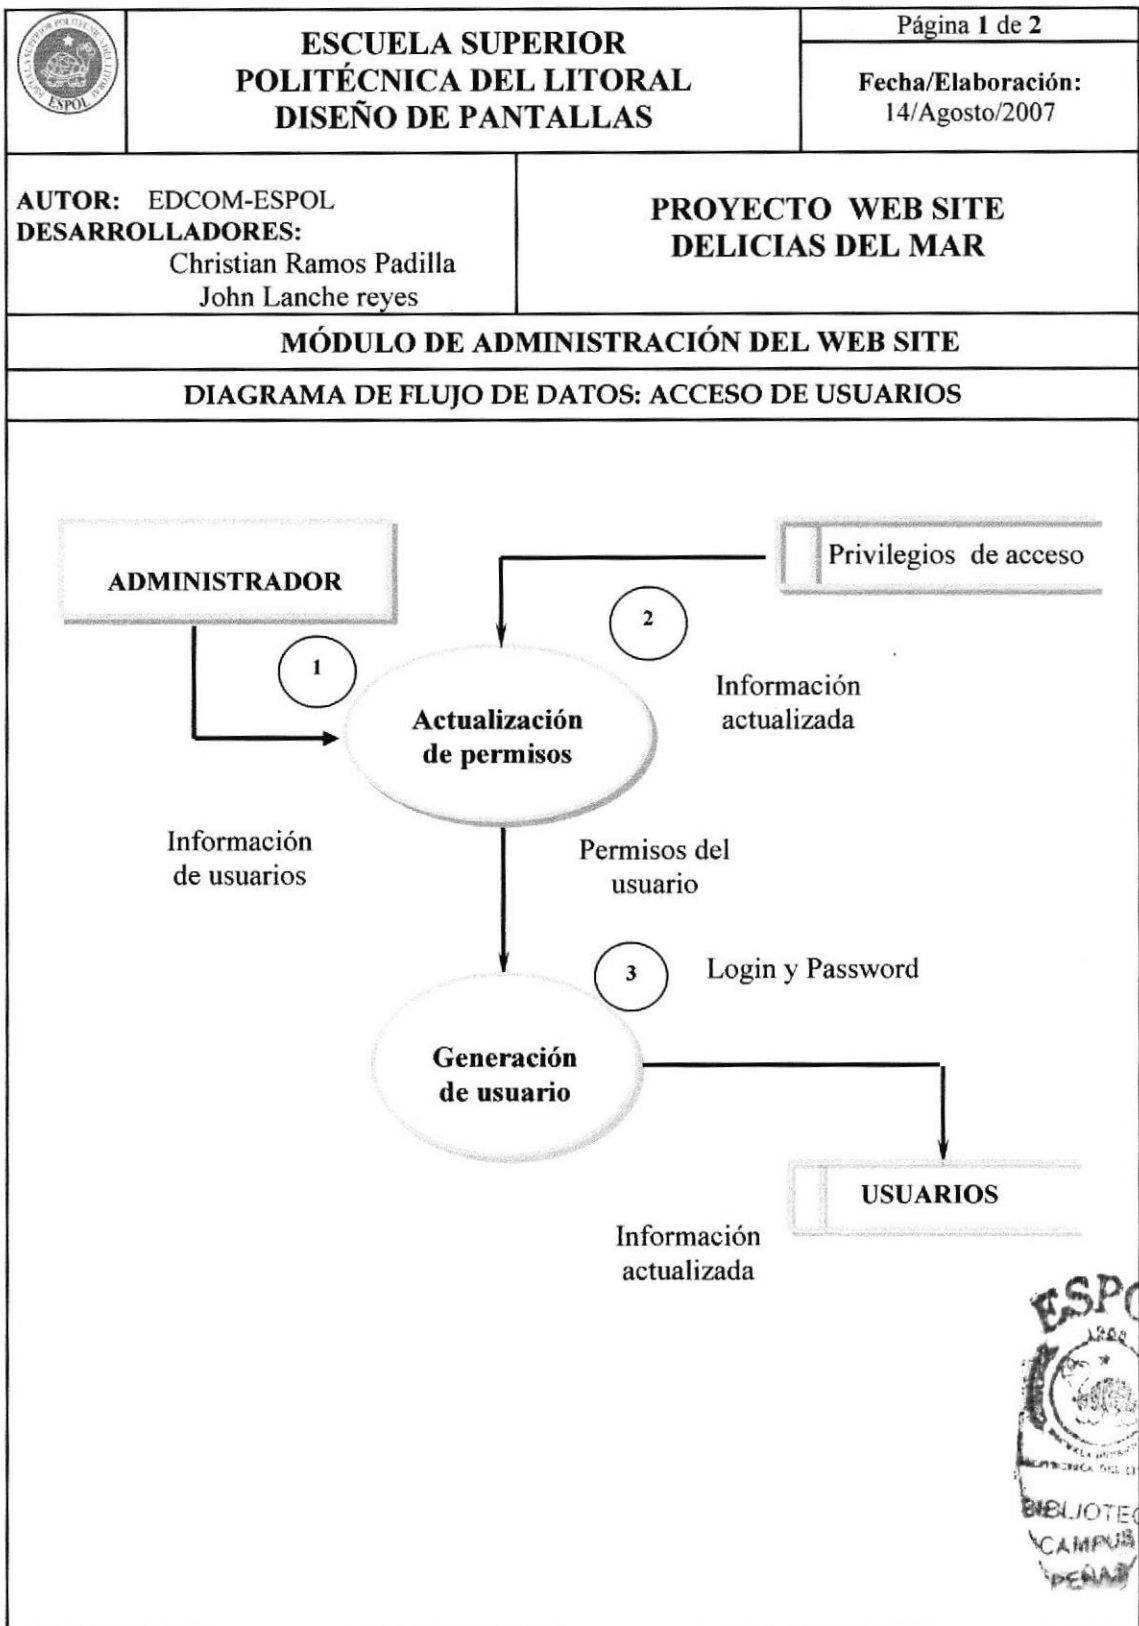 ESPOL
ESCUELA SUPERIOR
POLITÉCNICA DEL LITORAL
DISEÑO DE PANTALLAS
Página 1 de 2
Fecha/Elaboración:
14/Agosto/2007
AUTOR: EDCOM-ESPOL
DESARROLLADORES:
Christian Ramos Padilla
John Lanche reyes
PROYECTO WEB SITE
DELICIAS DEL MAR
MÓDULO DE ADMINISTRACIÓN DEL WEB SITE
DIAGRAMA DE FLUJO DE DATOS: ACCESO DE USUARIOS
ADMINISTRADOR
Privilegios de acceso
1
2
Información
actualizada
Actualización
de permisos
Información
de usuarios
Permisos del
usuario
3
Login y Password
Generación
de usuario
USUARIOS
Información
actualizada
ESPO
BIBLIOTEC
CAMPUS
PEÑAS